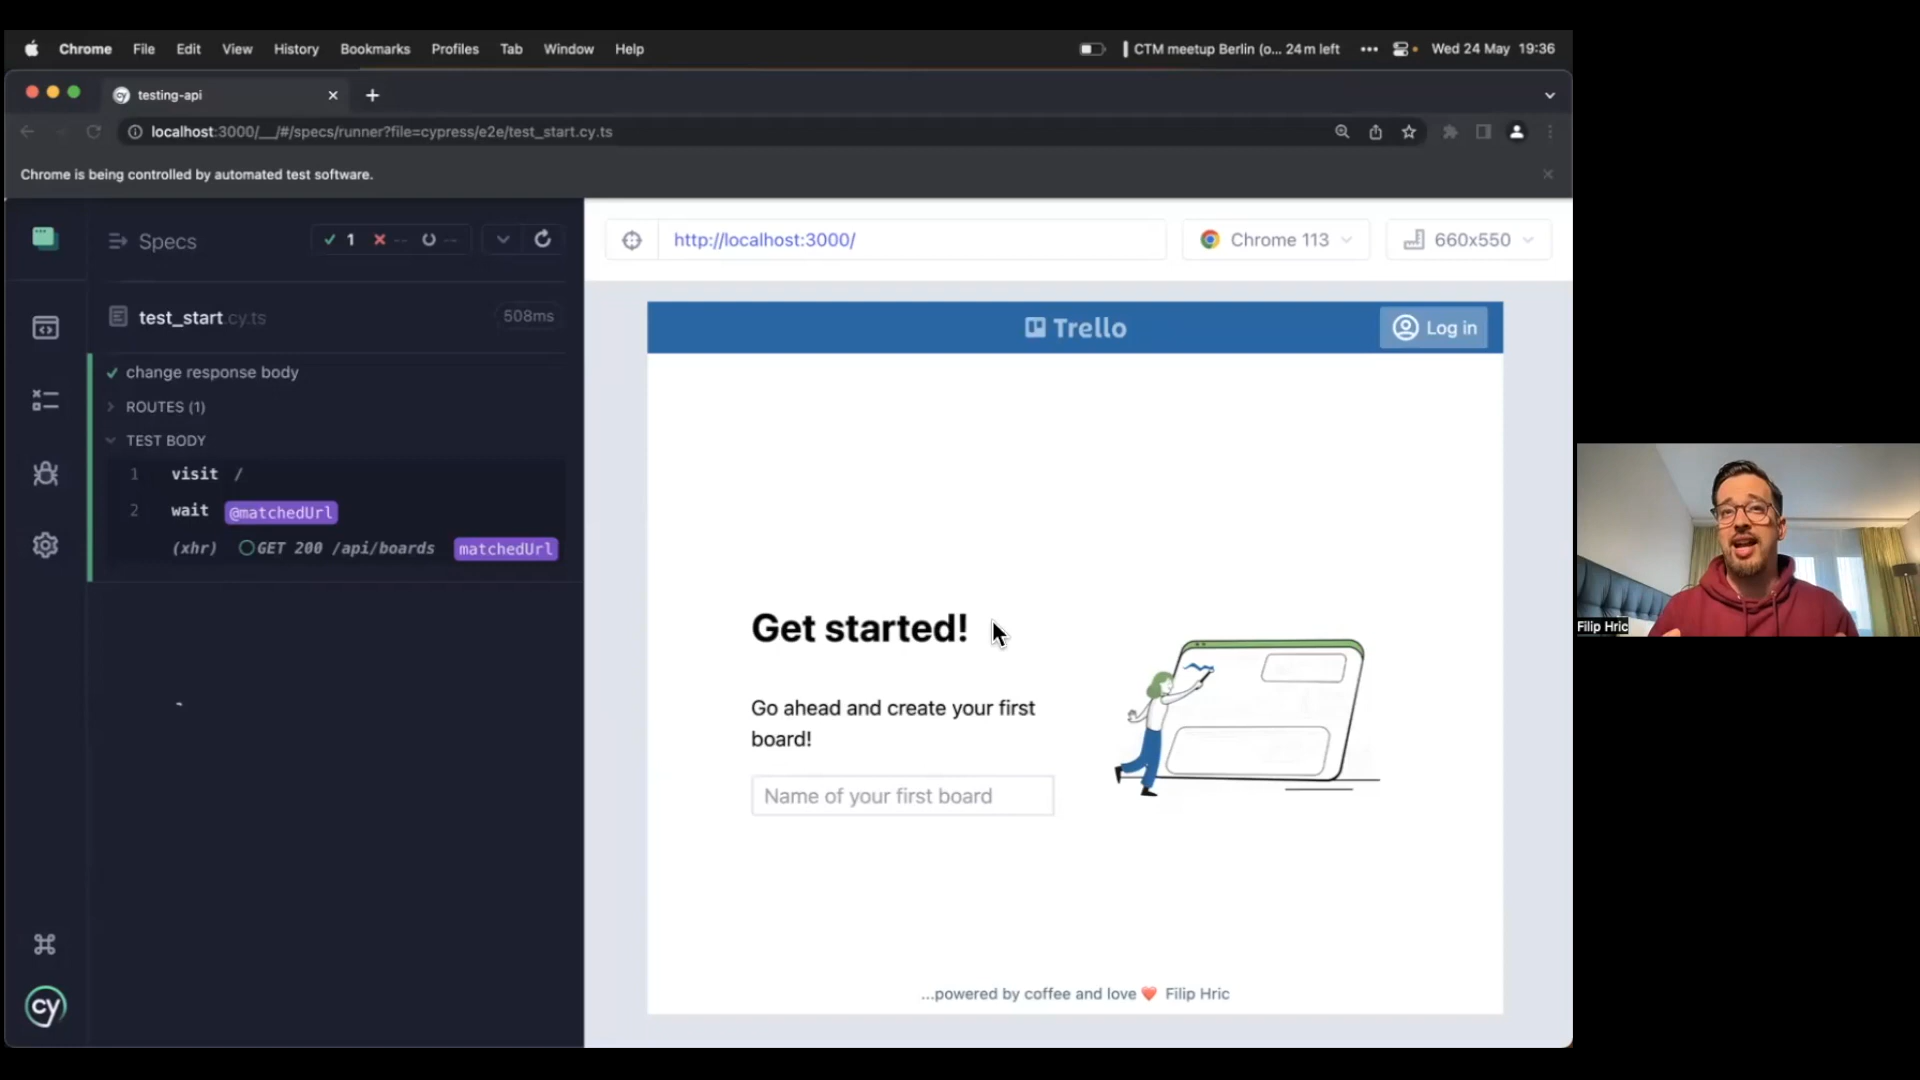 Chrome File Edit View History Bookmarks Profiles Tab Window Help CTM meetup Berlin (o... 24 m left ••• Wed 24 May 19:36
testing-api
localhost:3000/__/#/specs/runner?file=cypress/e2e/test_start.cy.ts
Chrome is being controlled by automated test software.
Specs 1 -- --
http://localhost:3000/ Chrome 113 660x550
test_start.cy.ts 508ms
change response body
ROUTES (1)
TEST BODY
1 visit /
2 wait @matchedUrl
(xhr) GET 200 /api/boards matchedUrl
cy
Trello Log in
Get started!
Go ahead and create your first
board!
Name of your first board
...powered by coffee and love ❤️ Filip Hric
Filip Hric